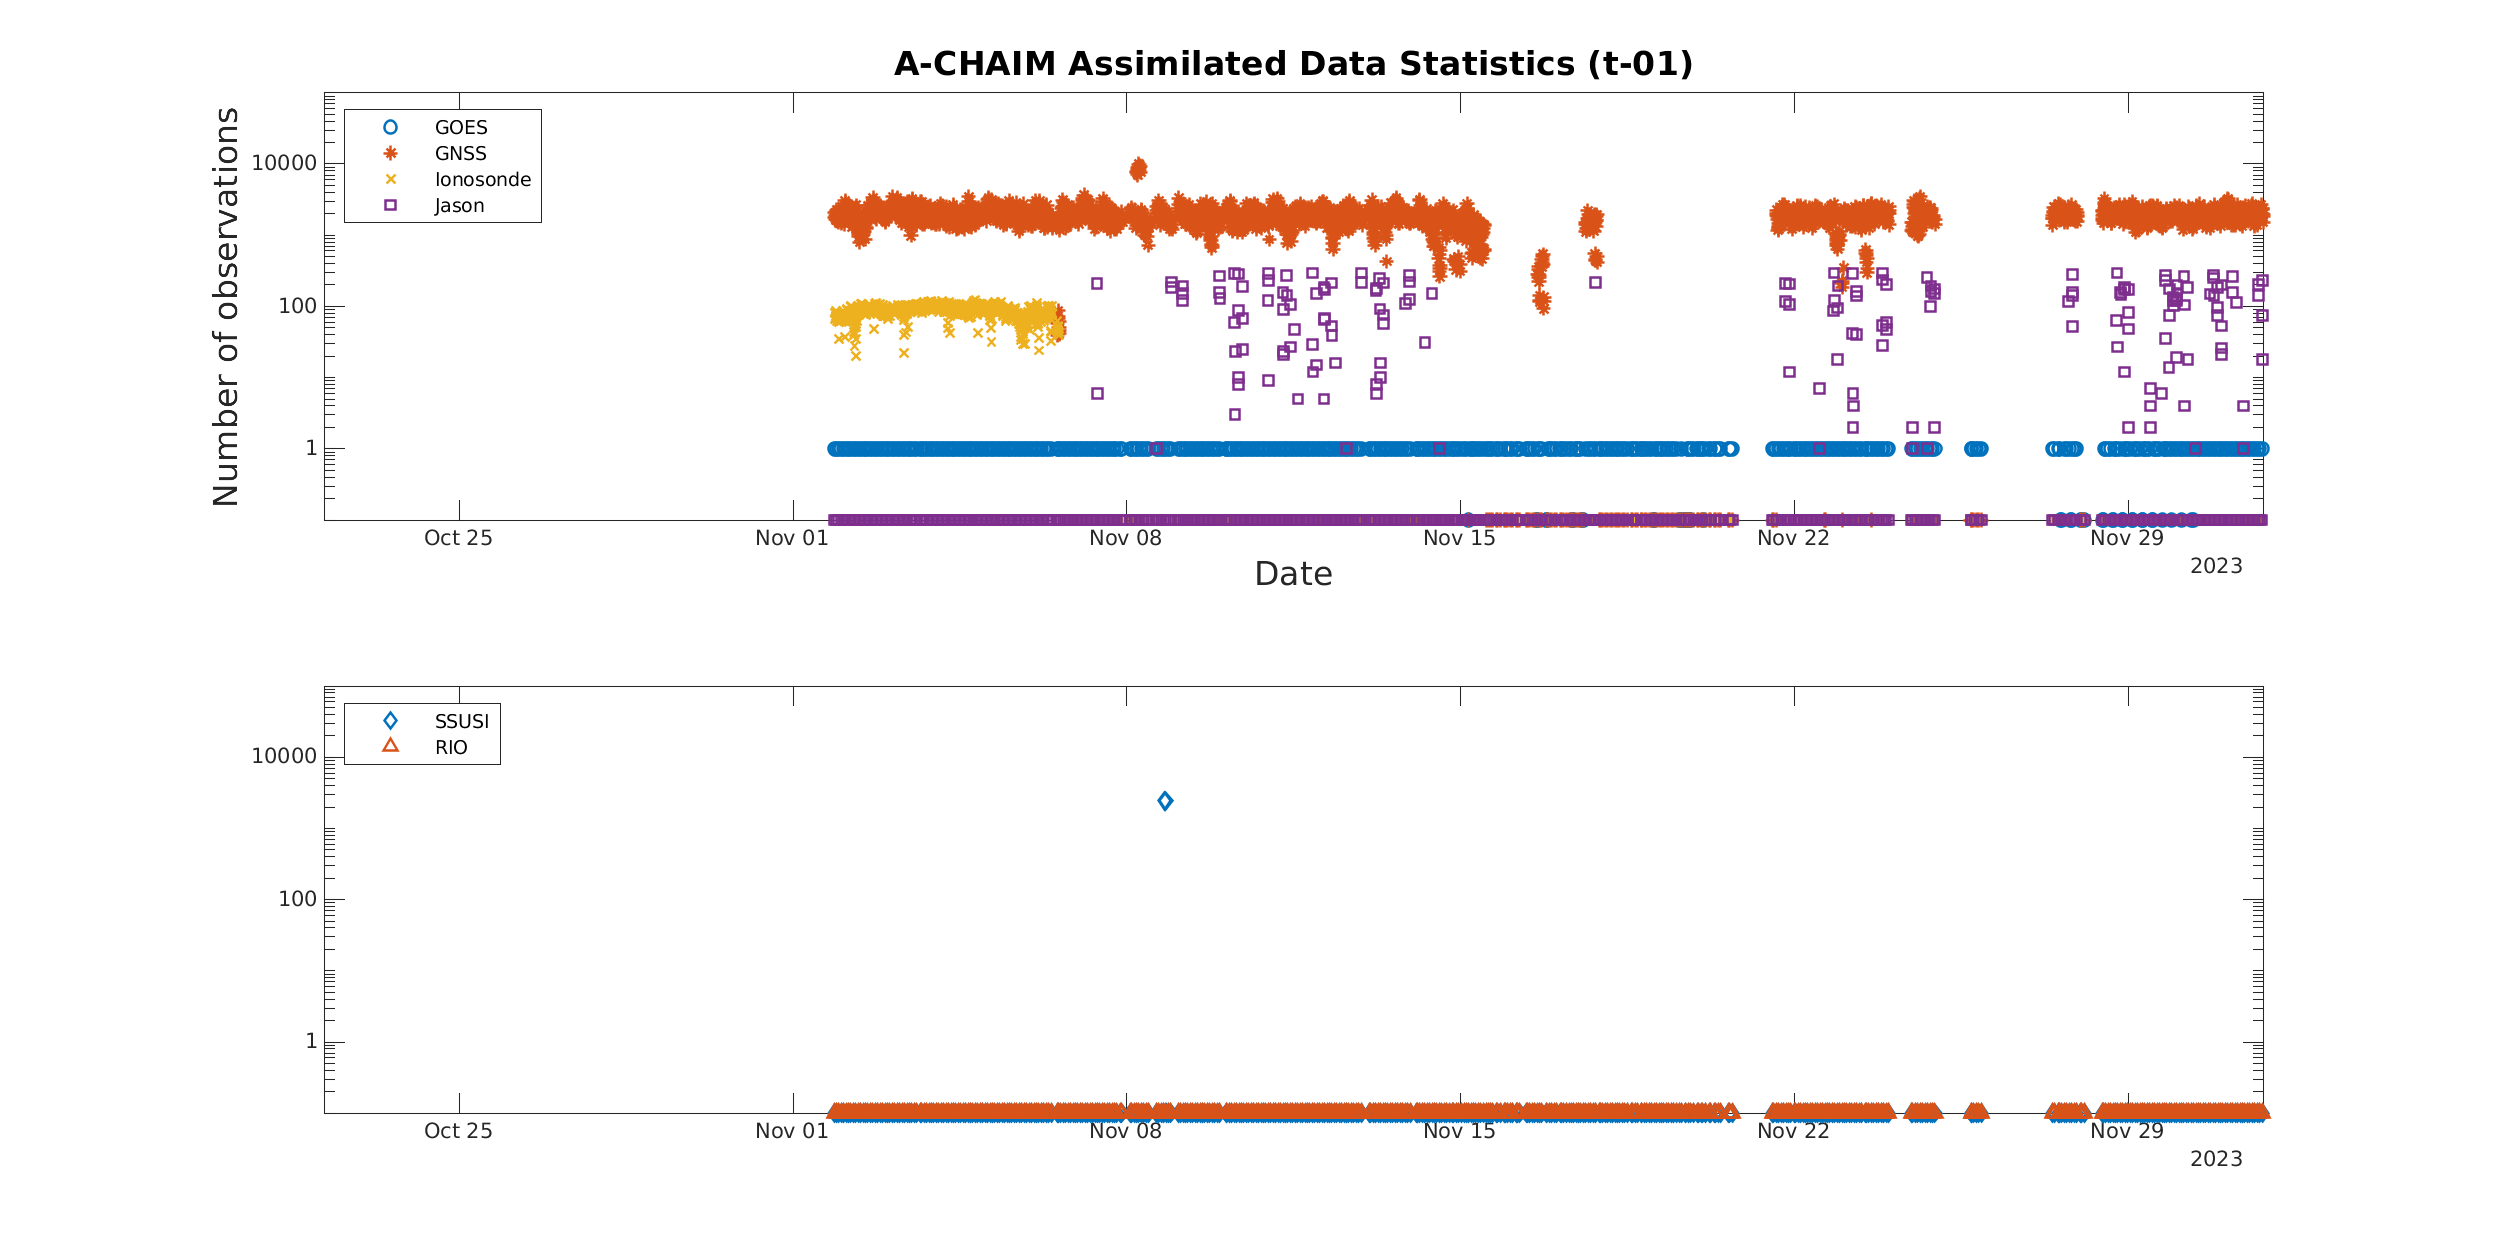 A-CHAIM Assimilated Data Statistics (t-01)
Number of observations
GOES
GNSS
Ionosonde
Jason
10000
100
1
Oct 25
Nov 01
Nov 08
Nov 15
Nov 22
Nov 29
2023
Date
SSUSI
RIO
10000
100
1
Oct 25
Nov 01
Nov 08
Nov 15
Nov 22
Nov 29
2023